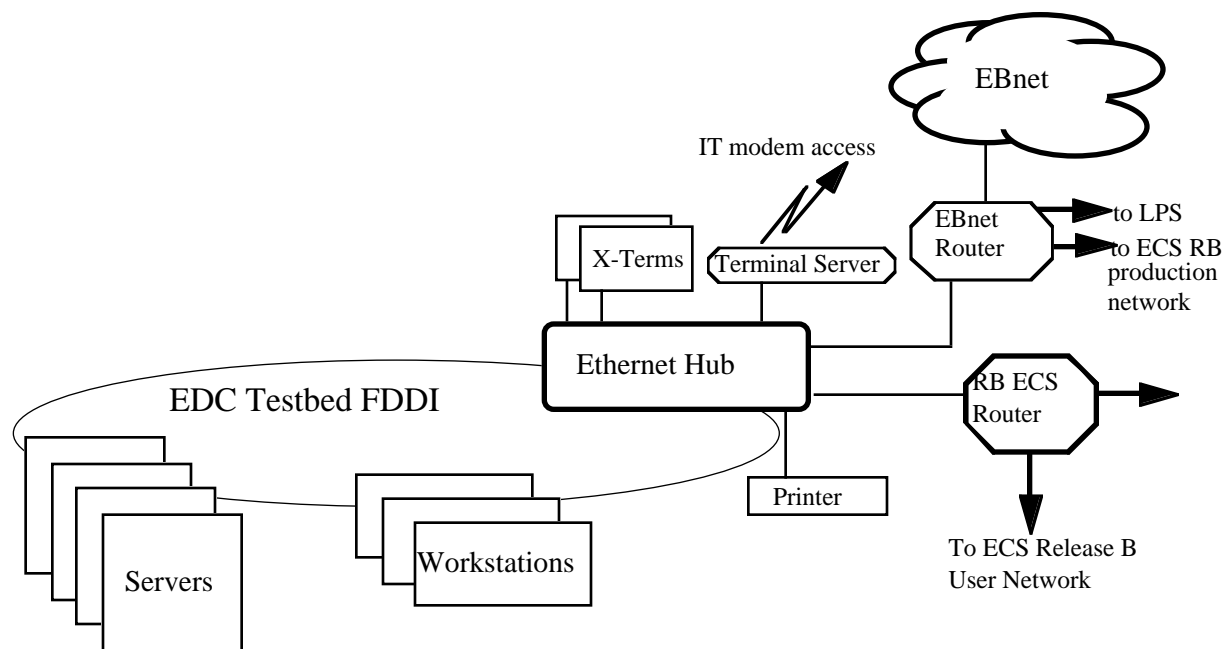 EBnet
IT modem access
EBnet
Router
to LPS
to ECS RB
production
network
X-Terms
Terminal Server
Ethernet Hub
RB ECS
Router
EDC Testbed FDDI
Printer
Workstations
Servers
To ECS Release B
User Network